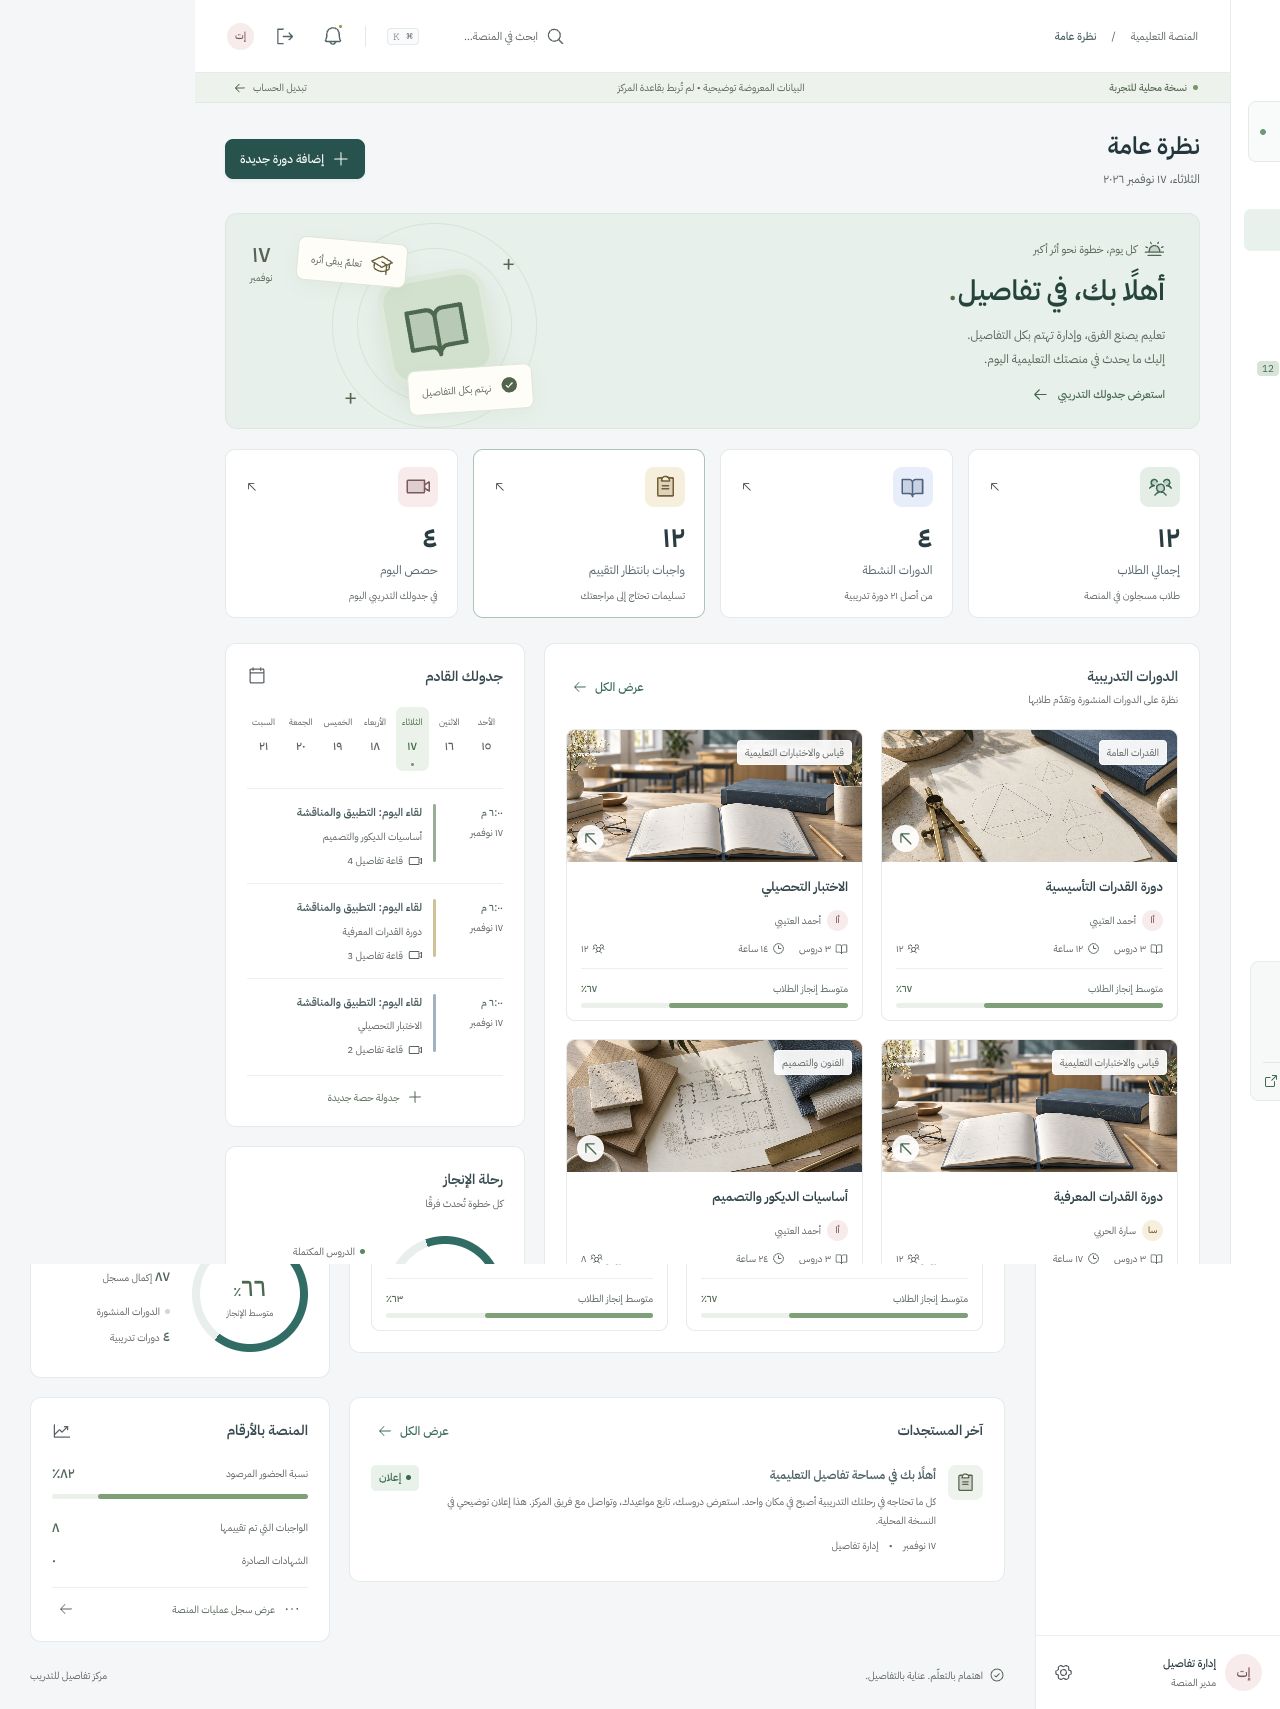 المنصة التعليمية / نظرة عامة
ابحث في المنصة...
⌘ K
إت
نسخة محلية للتجربة
البيانات المعروضة توضيحية • لم تُربط بقاعدة المركز
تبديل الحساب
نظرة عامة
الثلاثاء، ١٧ نوفمبر ٢٠٢٦
إضافة دورة جديدة
كل يوم، خطوة نحو أثر أكبر
أهلًا بك، في تفاصيل.
تعليم يصنع الفرق، وإدارة تهتم بكل التفاصيل.
إليك ما يحدث في منصتك التعليمية اليوم.
استعرض جدولك التدريبي
تعلمٌ يبقى أثره
نهتم بكل التفاصيل
١٧
نوفمبر
12
١٢
إجمالي الطلاب
طلاب مسجلون في المنصة
٤
الدورات النشطة
من أصل ٢١ دورة تدريبية
١٢
واجبات بانتظار التقييم
تسليمات تحتاج إلى مراجعتك
٤
حصص اليوم
في جدولك التدريبي اليوم
الدورات التدريبية
نظرة على الدورات المنشورة وتقدّم طلابها
عرض الكل
القدرات العامة
دورة القدرات التأسيسية
أا
أحمد العتيبي
٣ دروس
١٢ ساعة
١٢
متوسط إنجاز الطلاب
٪٦٧
قياس والاختبارات التعليمية
الاختبار التحصيلي
أا
أحمد العتيبي
٣ دروس
١٤ ساعة
١٢
متوسط إنجاز الطلاب
٪٦٧
قياس والاختبارات التعليمية
دورة القدرات المعرفية
سا
سارة الحربي
٣ دروس
١٧ ساعة
١٢
متوسط إنجاز الطلاب
٪٦٧
الفنون والتصميم
أساسيات الديكور والتصميم
أا
أحمد العتيبي
٣ دروس
٢٤ ساعة
٨
متوسط إنجاز الطلاب
٪٦٣
جدولك القادم
الأحد الاثنين الثلاثاء الأربعاء الخميس الجمعة السبت
١٥ ١٦ ١٧ ١٨ ١٩ ٢٠ ٢١
٦:٠٠ م
١٧ نوفمبر
لقاء اليوم: التطبيق والمناقشة
أساسيات الديكور والتصميم
قاعة تفاصيل 4
٦:٠٠ م
١٧ نوفمبر
لقاء اليوم: التطبيق والمناقشة
دورة القدرات المعرفية
قاعة تفاصيل 3
٦:٠٠ م
١٧ نوفمبر
لقاء اليوم: التطبيق والمناقشة
الاختبار التحصيلي
قاعة تفاصيل 2
جدولة حصة جديدة
رحلة الإنجاز
كل خطوة تُحدث فرقًا
٪٦٦
متوسط الإنجاز
الدروس المكتملة
٨٧ إكمال مسجل
الدورات المنشورة
٤ دورات تدريبية
آخر المستجدات
عرض الكل
أهلًا بك في مساحة تفاصيل التعليمية
إعلان
كل ما تحتاجه في رحلتك التدريبية أصبح في مكان واحد. استعرض دروسك، تابع مواعيدك، وتواصل مع فريق المركز. هذا إعلان توضيحي في
النسخة المحلية.
١٧ نوفمبر • إدارة تفاصيل
المنصة بالأرقام
نسبة الحضور المرصود
٪٨٢
الواجبات التي تم تقييمها
٨
الشهادات الصادرة
٠
عرض سجل عمليات المنصة
اهتمام بالتعلّم. عناية بالتفاصيل.
مركز تفاصيل للتدريب
إت
إدارة تفاصيل
مدير المنصة